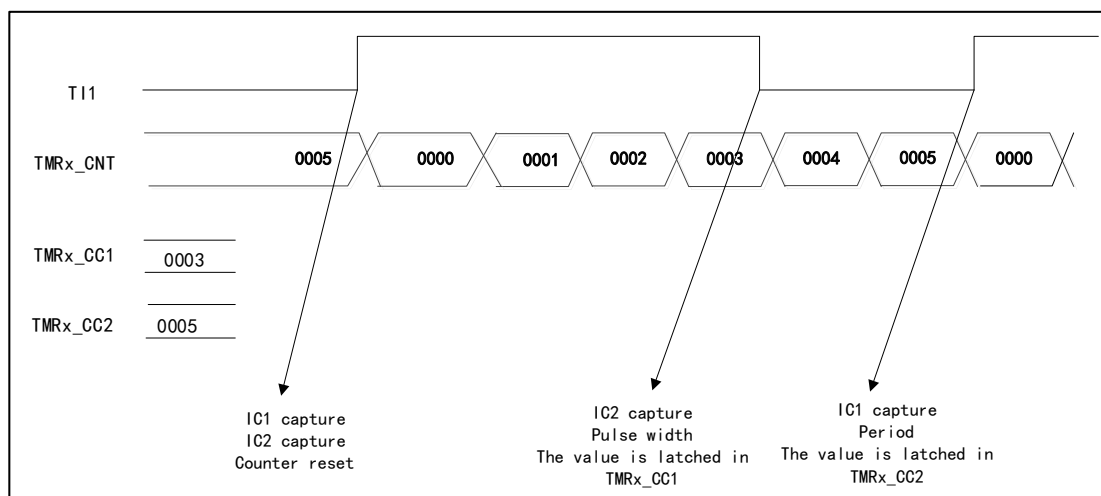 TI1
TMRx_CNT
0005 0000 0001 0002 0003 0004 0005 0000
TMRx_CC1
0003
TMRx_CC2
0005
IC1 capture
IC2 capture
Counter reset
IC2 capture
Pulse width
The value is latched in
TMRx_CC1
IC1 capture
Period
The value is latched in
TMRx_CC2